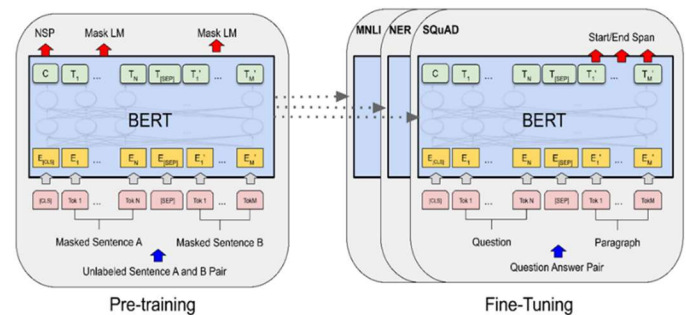 NSP Mask LM Mask LM
C T1 ... TN T[SEP] T1' ... TM'
BERT
E[CLS] E1 ... EN E[SEP] E1' ... EM'
[CLS] Tok 1 ... Tok N [SEP] Tok 1 ... TokM
Masked Sentence A Masked Sentence B
Unlabeled Sentence A and B Pair
Pre-training
MNLI NER SQuAD
Start/End Span
C T1 ... TN T[SEP] T1' ... TM'
BERT
E[CLS] E1 ... EN E[SEP] E1' ... EM'
[CLS] Tok 1 ... Tok N [SEP] Tok 1 ... TokM
Question Paragraph
Question Answer Pair
Fine-Tuning